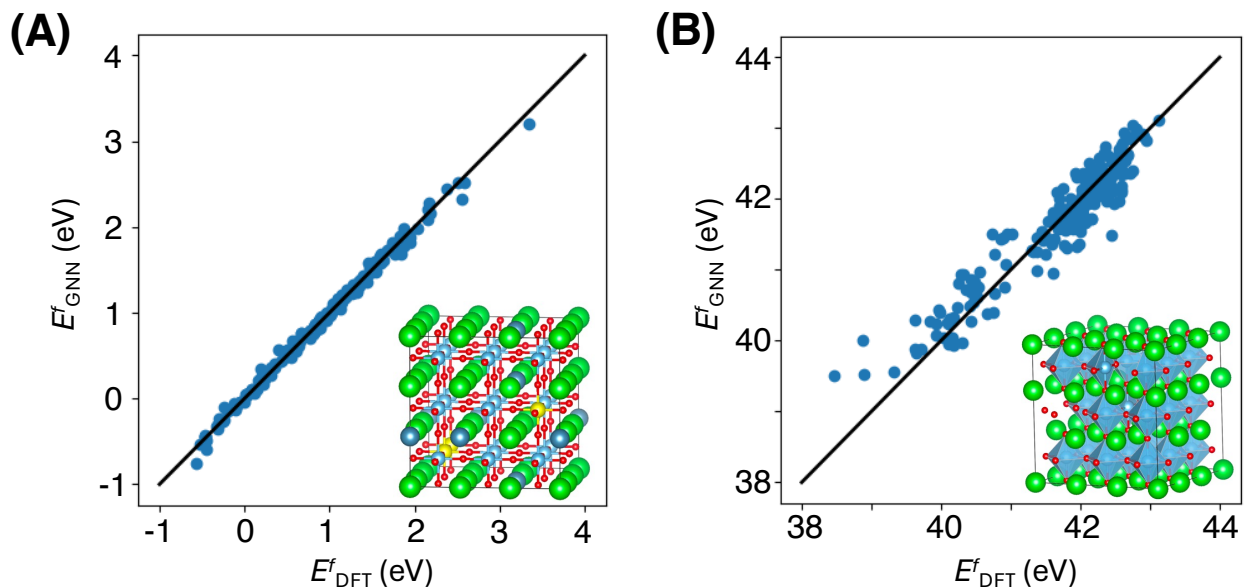 (A)
4
3
2
1
0
-1
E^f_GNN (eV)
-1 0 1 2 3 4
E^f_DFT (eV)
(B)
44
42
40
38
E^f_GNN (eV)
38 40 42 44
E^f_DFT (eV)